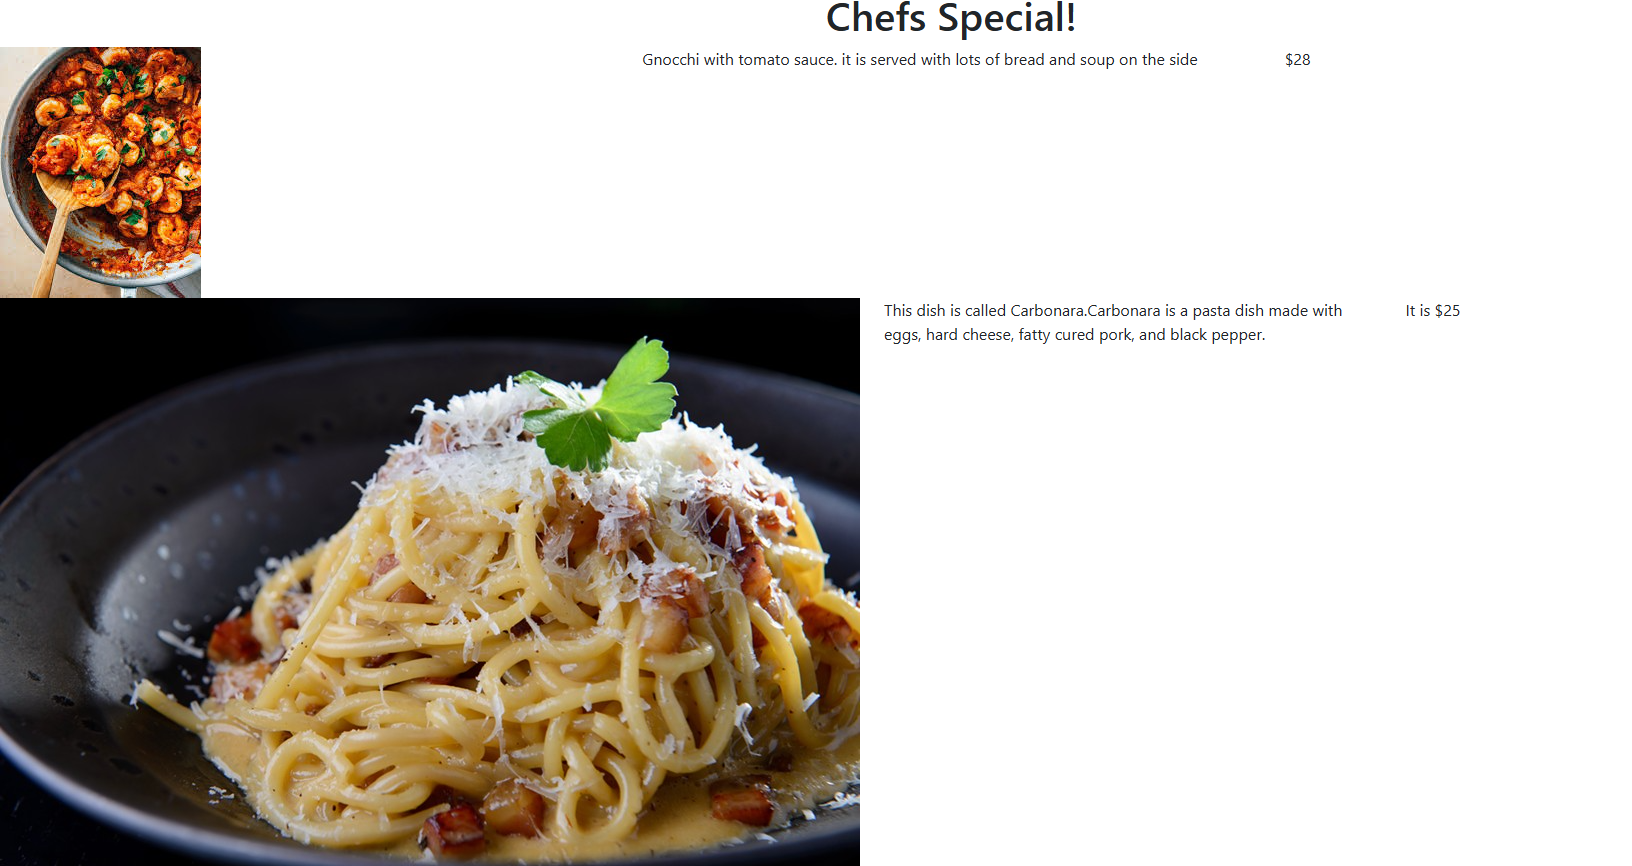 Chefs Special!
Gnocchi with tomato sauce. it is served with lots of bread and soup on the side
$28
This dish is called Carbonara.Carbonara is a pasta dish made with
eggs, hard cheese, fatty cured pork, and black pepper.
It is $25